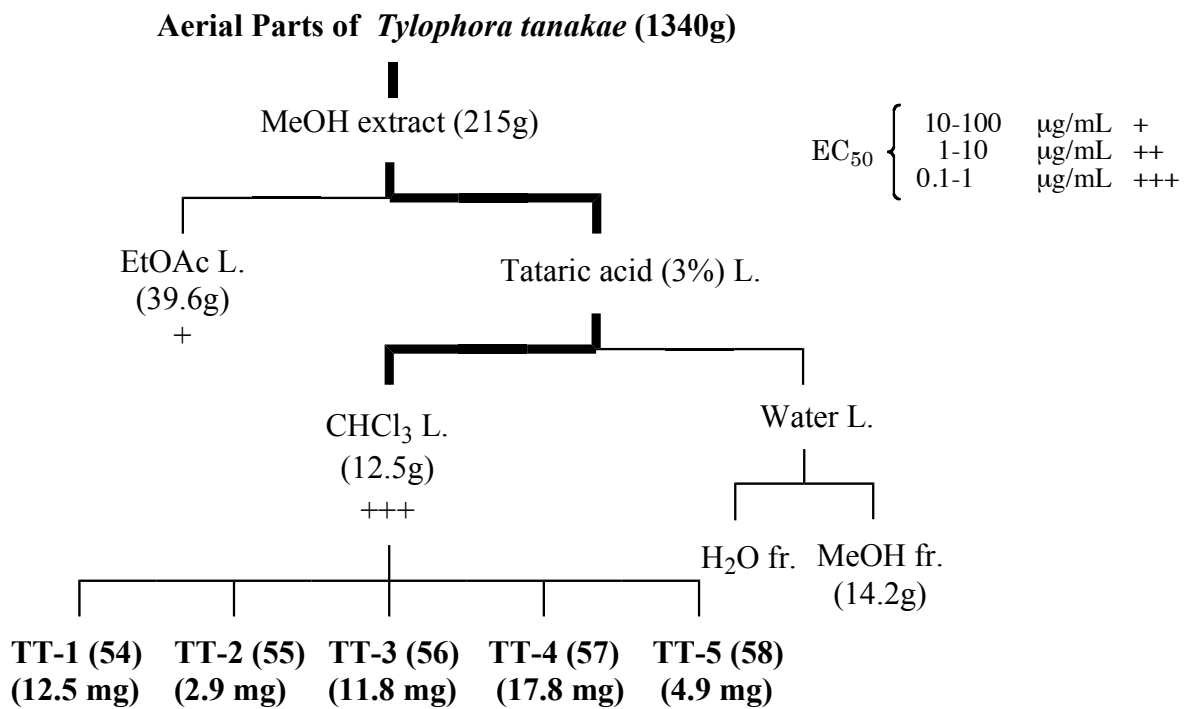 Aerial Parts of Tylophora tanakae (1340g)
MeOH extract (215g)
EC50
10-100 μg/mL +
1-10 μg/mL ++
0.1-1 μg/mL +++
EtOAc L.
(39.6g)
+
Tataric acid (3%) L.
CHCl3 L.
(12.5g)
+++
Water L.
H2O fr.
MeOH fr.
(14.2g)
TT-1 (54)
(12.5 mg)
TT-2 (55)
(2.9 mg)
TT-3 (56)
(11.8 mg)
TT-4 (57)
(17.8 mg)
TT-5 (58)
(4.9 mg)